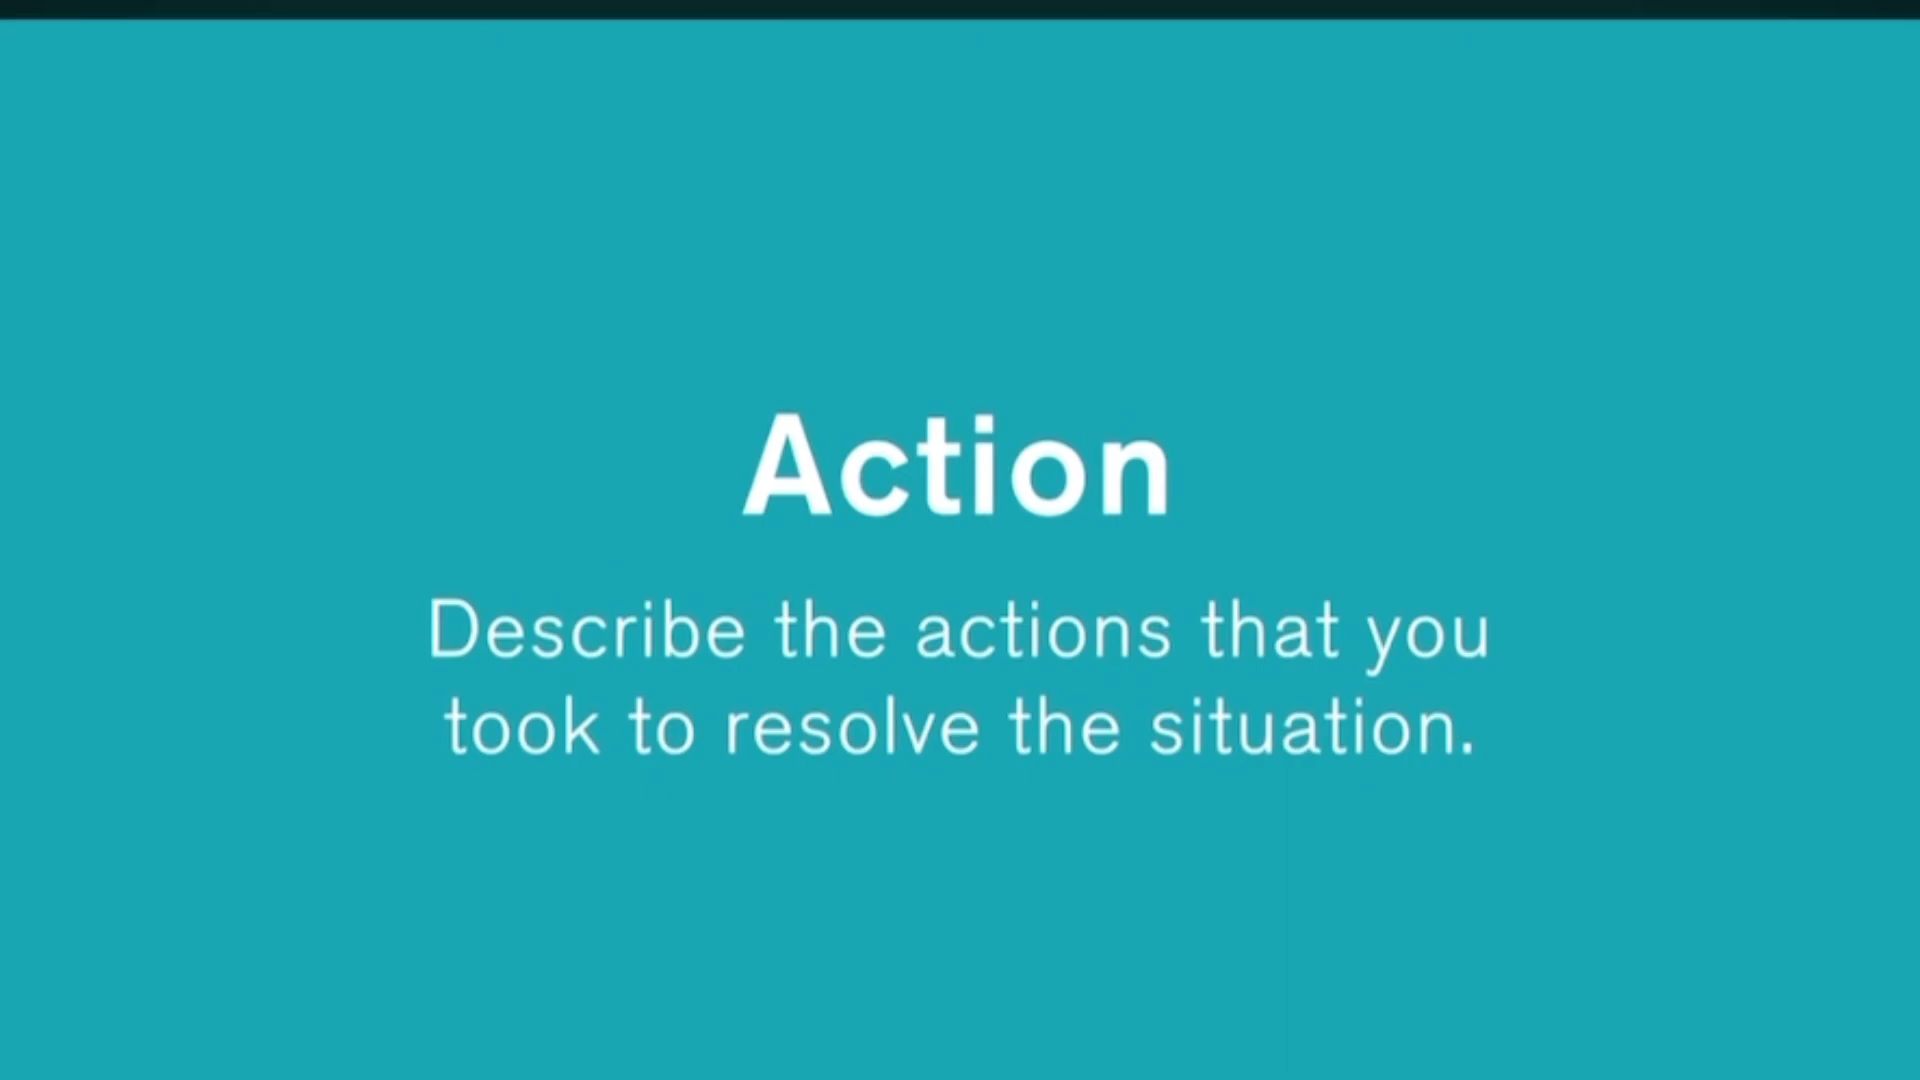 Action
Describe the actions that you
took to resolve the situation.